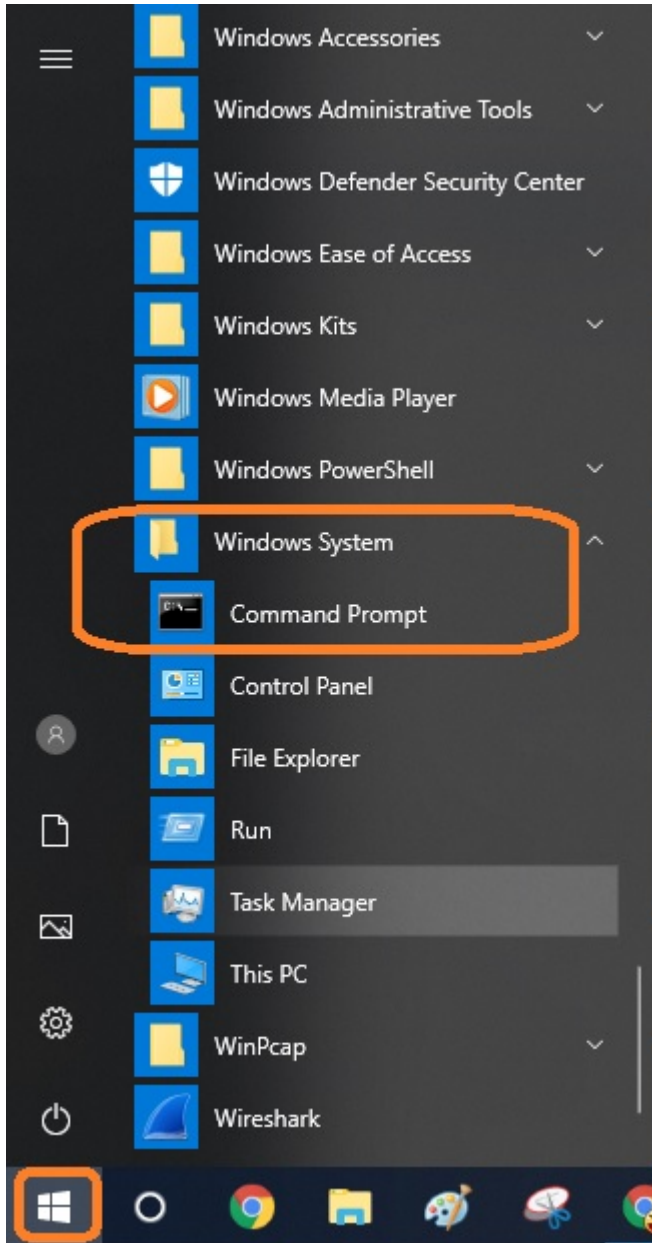 Windows Accessories
Windows Administrative Tools
Windows Defender Security Center
Windows Ease of Access
Windows Kits
Windows Media Player
Windows PowerShell
Windows System
Command Prompt
Control Panel
File Explorer
Run
Task Manager
This PC
WinPcap
Wireshark